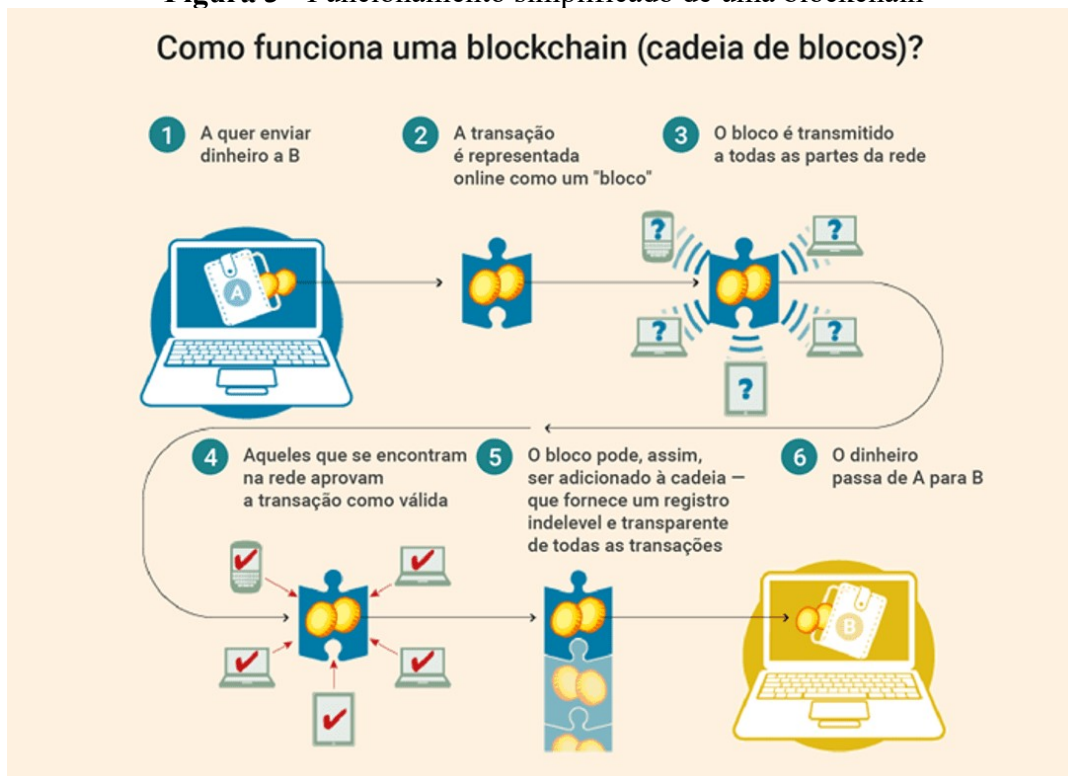 Como funciona uma blockchain (cadeia de blocos)?
1
A quer enviar
dinheiro a B
2
A transação
é representada
online como um "bloco"
3
O bloco é transmitido
a todas as partes da rede
A
?
?
?
?
?
4
Aqueles que se encontram
na rede aprovam
a transação como válida
5
O bloco pode, assim,
ser adicionado à cadeia —
que fornece um registro
indelevel e transparente
de todas as transações
6
O dinheiro
passa de A para B
B